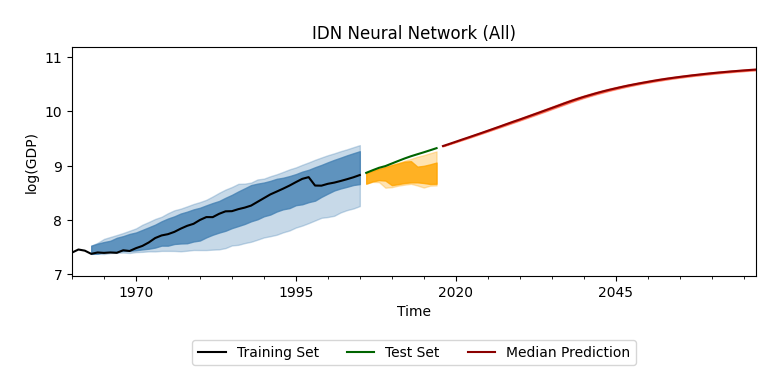 IDN Neural Network (All)
log(GDP)
11
10
9
8
7
1970 1995 2020 2045
Time
Training Set Test Set Median Prediction